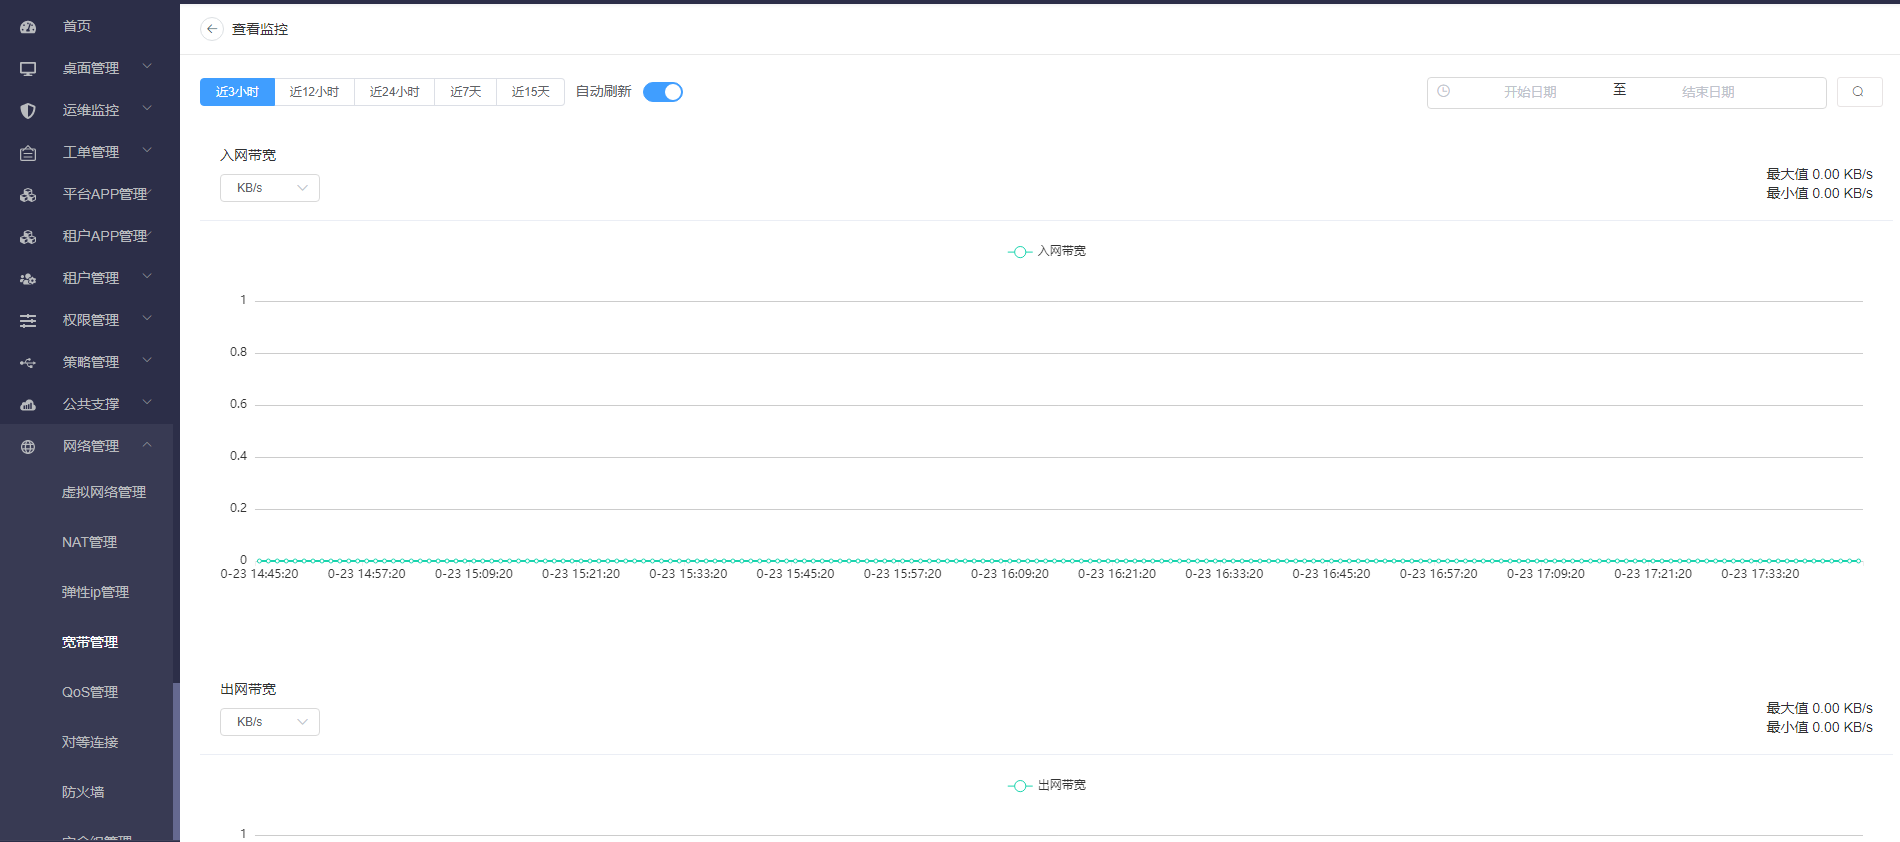 首页
桌面管理
运维监控
工单管理
平台APP管理
租户APP管理
租户管理
权限管理
策略管理
公共支撑
网络管理
虚拟网络管理
NAT管理
弹性ip管理
宽带管理
QoS管理
对等连接
防火墙
查看监控
近3小时 近12小时 近24小时 近7天 近15天 自动刷新
开始日期 至 结束日期
入网带宽
KB/s
最大值 0.00 KB/s
最小值 0.00 KB/s
入网带宽
1
0.8
0.6
0.4
0.2
0
0-23 14:45:20 0-23 14:57:20 0-23 15:09:20 0-23 15:21:20 0-23 15:33:20 0-23 15:45:20 0-23 15:57:20 0-23 16:09:20 0-23 16:21:20 0-23 16:33:20 0-23 16:45:20 0-23 16:57:20 0-23 17:09:20 0-23 17:21:20 0-23 17:33:20
出网带宽
KB/s
最大值 0.00 KB/s
最小值 0.00 KB/s
出网带宽
1